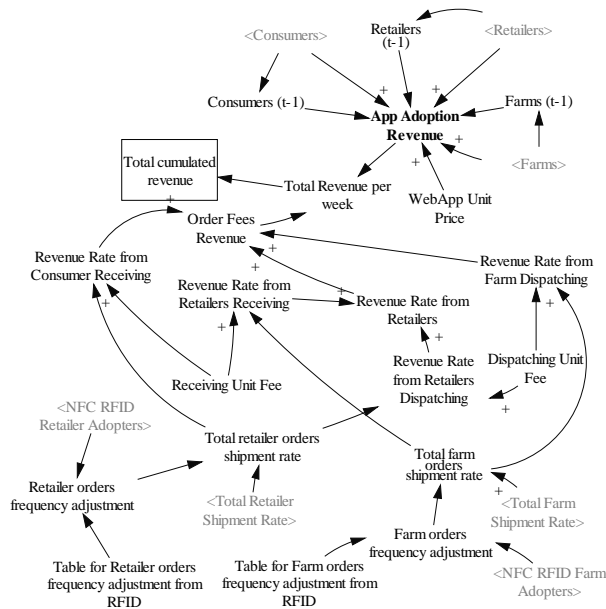 Retailers
(t-1)
<Consumers>
<Retailers>
+
+
Consumers (t-1)
+
App Adoption
Revenue
Farms (t-1)
+
+
<Farms>
Total cumulated
revenue
+
Total Revenue per
week
WebApp Unit
Price
Order Fees
Revenue
+
+
Revenue Rate from
Consumer Receiving
+
Revenue Rate from
Retailers Receiving
+
+
Revenue Rate from
Retailers
+
Revenue Rate from
Farm Dispatching
+
+
Receiving Unit Fee
Revenue Rate
from Retailers
Dispatching
+
Dispatching Unit
Fee
<NFC RFID
Retailer Adopters>
Total retailer orders
shipment rate
Total farm
orders
shipment rate
+
Retailer orders
frequency adjustment
<Total Retailer
Shipment Rate>
<Total Farm
Shipment Rate>
Farm orders
frequency adjustment
Table for Retailer orders
frequency adjustment from
RFID
Table for Farm orders
frequency adjustment from
RFID
<NFC RFID Farm
Adopters>